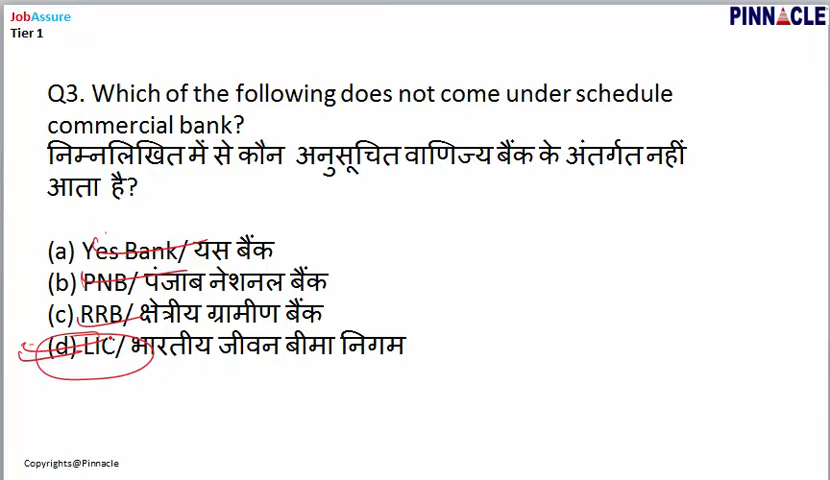 JobAssure
PINNACLE
Tier 1
Q3. Which of the following does not come under schedule
commercial bank?
निम्नलिखित में से कौन अनुसूचित वाणिज्य बैंक के अंतर्गत नहीं
आता है?
(a) Yes Bank/ यस बैंक
(b) PNB/ पंजाब नेशनल बैंक
(c) RRB/ क्षेत्रीय ग्रामीण बैंक
(d) LIC/ भारतीय जीवन बीमा निगम
Copyrights@Pinnacle